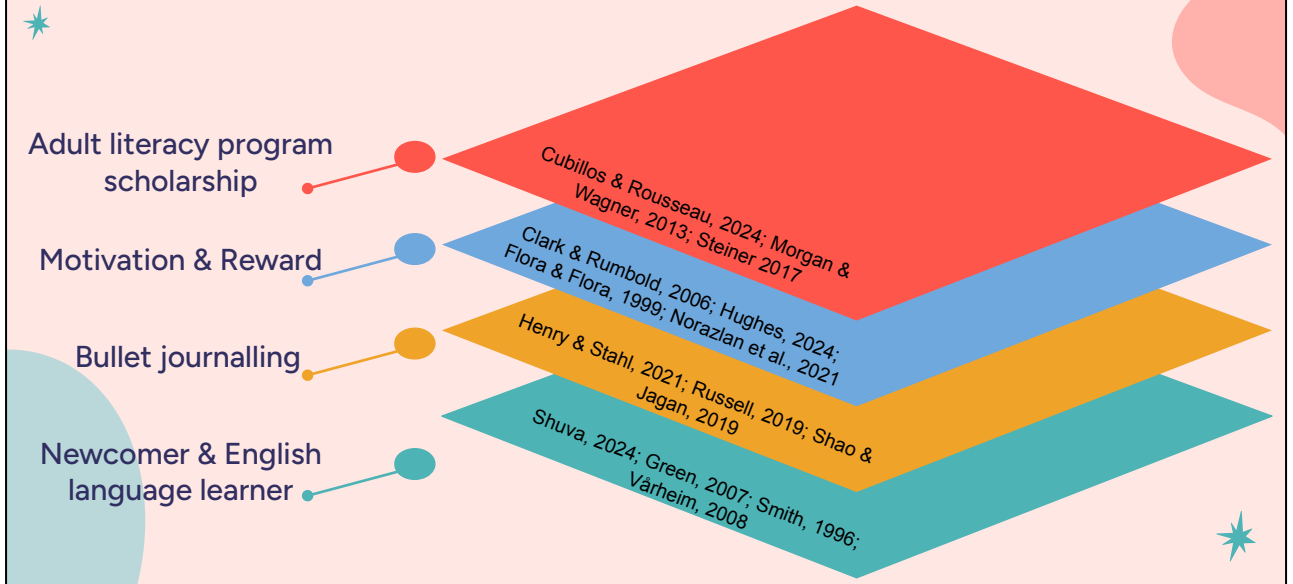 Adult literacy program
scholarship
Cubillos & Rousseau, 2024; Morgan &
Wagner, 2013; Steiner 2017
Motivation & Reward
Clark & Rumbold, 2006; Hughes, 2024;
Flora & Flora, 1999; Norazlan et al., 2021
Bullet journalling
Henry & Stahl, 2021; Russell, 2019; Shao &
Jagan, 2019
Newcomer & English
language learner
Shuva, 2024; Green, 2007; Smith, 1996;
Vårheim, 2008